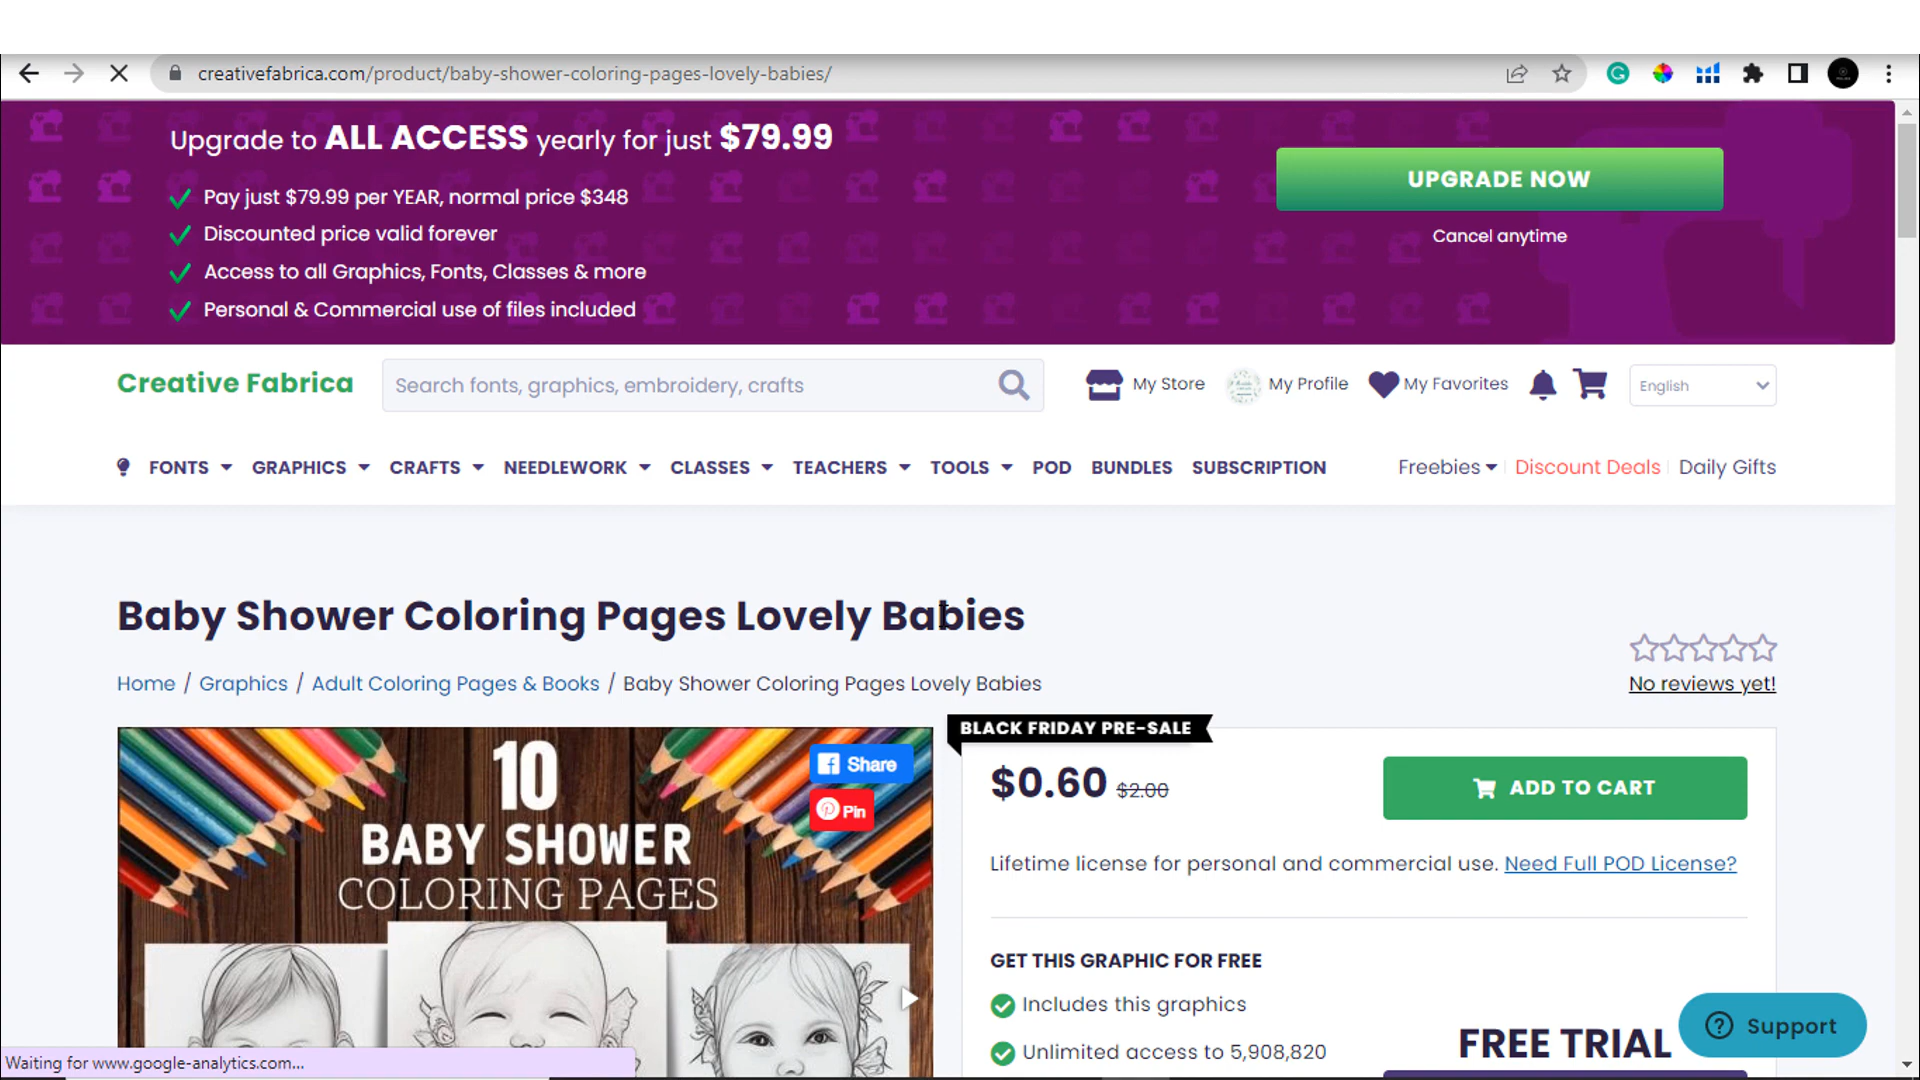 creativefabrica.com/product/baby-shower-coloring-pages-lovely-babies/
Upgrade to ALL ACCESS yearly for just $79.99
Pay just $79.99 per YEAR, normal price $348
Discounted price valid forever
Access to all Graphics, Fonts, Classes & more
Personal & Commercial use of files included
UPGRADE NOW
Cancel anytime
Creative Fabrica
Search fonts, graphics, embroidery, crafts
My Store
My Profile
My Favorites
English
FONTS GRAPHICS CRAFTS NEEDLEWORK CLASSES TEACHERS TOOLS POD BUNDLES SUBSCRIPTION
Freebies Discount Deals Daily Gifts
Baby Shower Coloring Pages Lovely Babies
Home / Graphics / Adult Coloring Pages & Books / Baby Shower Coloring Pages Lovely Babies
No reviews yet!
10
BABY SHOWER
COLORING PAGES
Share
Pin
BLACK FRIDAY PRE-SALE
$0.60 $2.00
ADD TO CART
Lifetime license for personal and commercial use. Need Full POD License?
GET THIS GRAPHIC FOR FREE
Includes this graphics
Unlimited access to 5,908,820
FREE TRIAL
Support
Waiting for www.google-analytics.com...